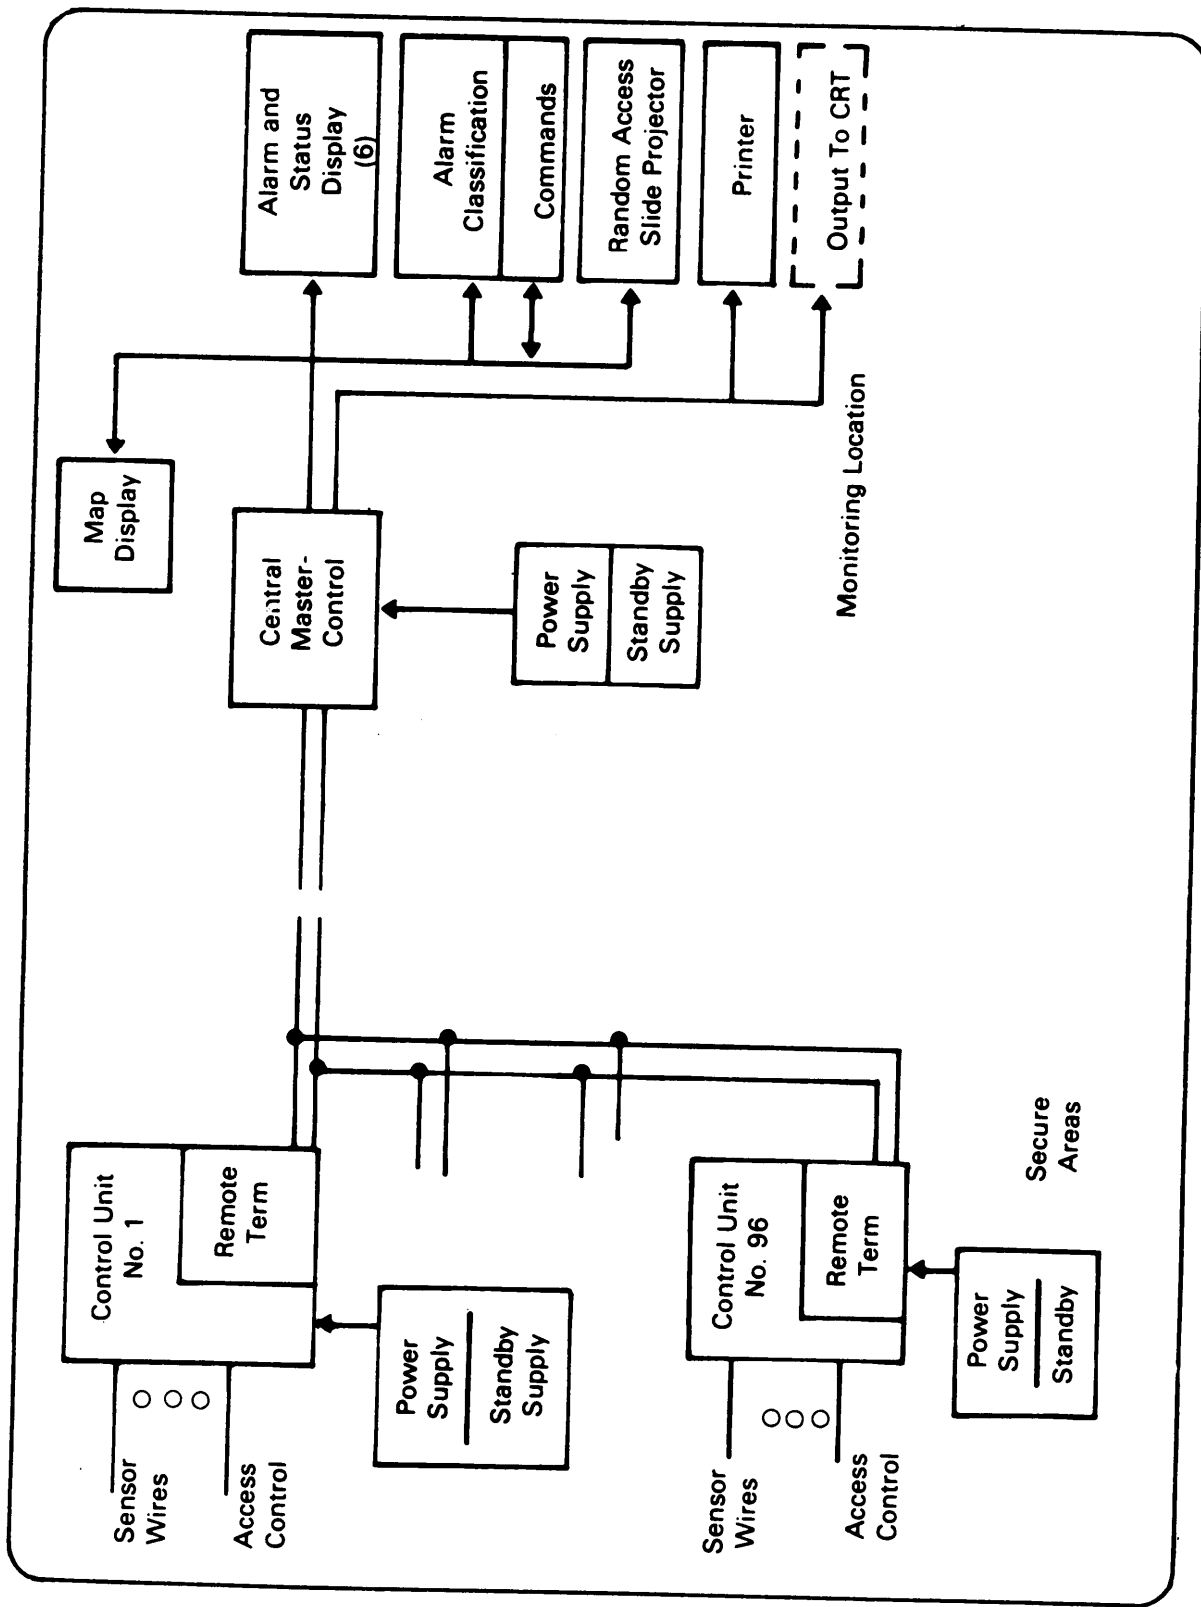 Sensor
Wires
Access
Control
Control Unit
No. 1
Remote
Term
Power
Supply
Standby
Supply
Sensor
Wires
Access
Control
Control Unit
No. 96
Remote
Term
Power
Supply
Standby
Secure
Areas
Central
Master-
Control
Power
Supply
Standby
Supply
Map
Display
Monitoring Location
Alarm and
Status
Display
(6)
Alarm
Classification
Commands
Random Access
Slide Projector
Printer
Output To CRT